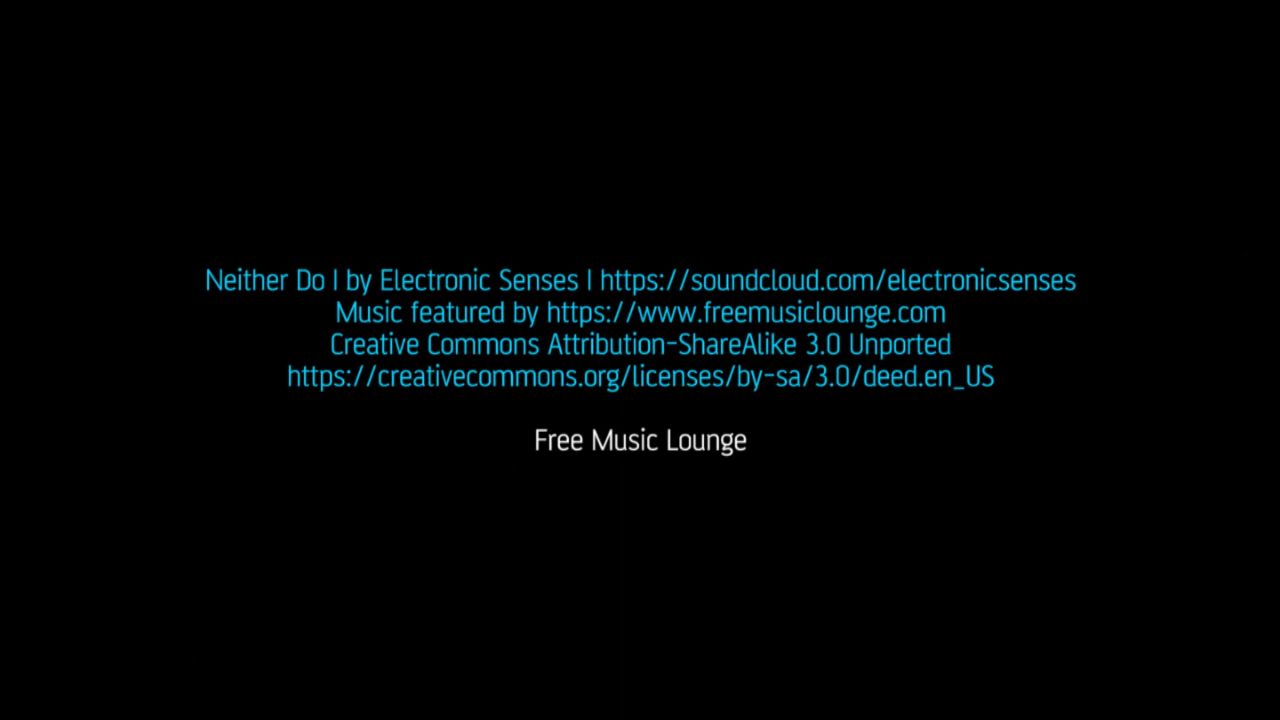 Neither Do I by Electronic Senses | https://soundcloud.com/electronicsenses
Music featured by https://www.freemusiclounge.com
Creative Commons Attribution-ShareAlike 3.0 Unported
https://creativecommons.org/licenses/by-sa/3.0/deed.en_US
Free Music Lounge